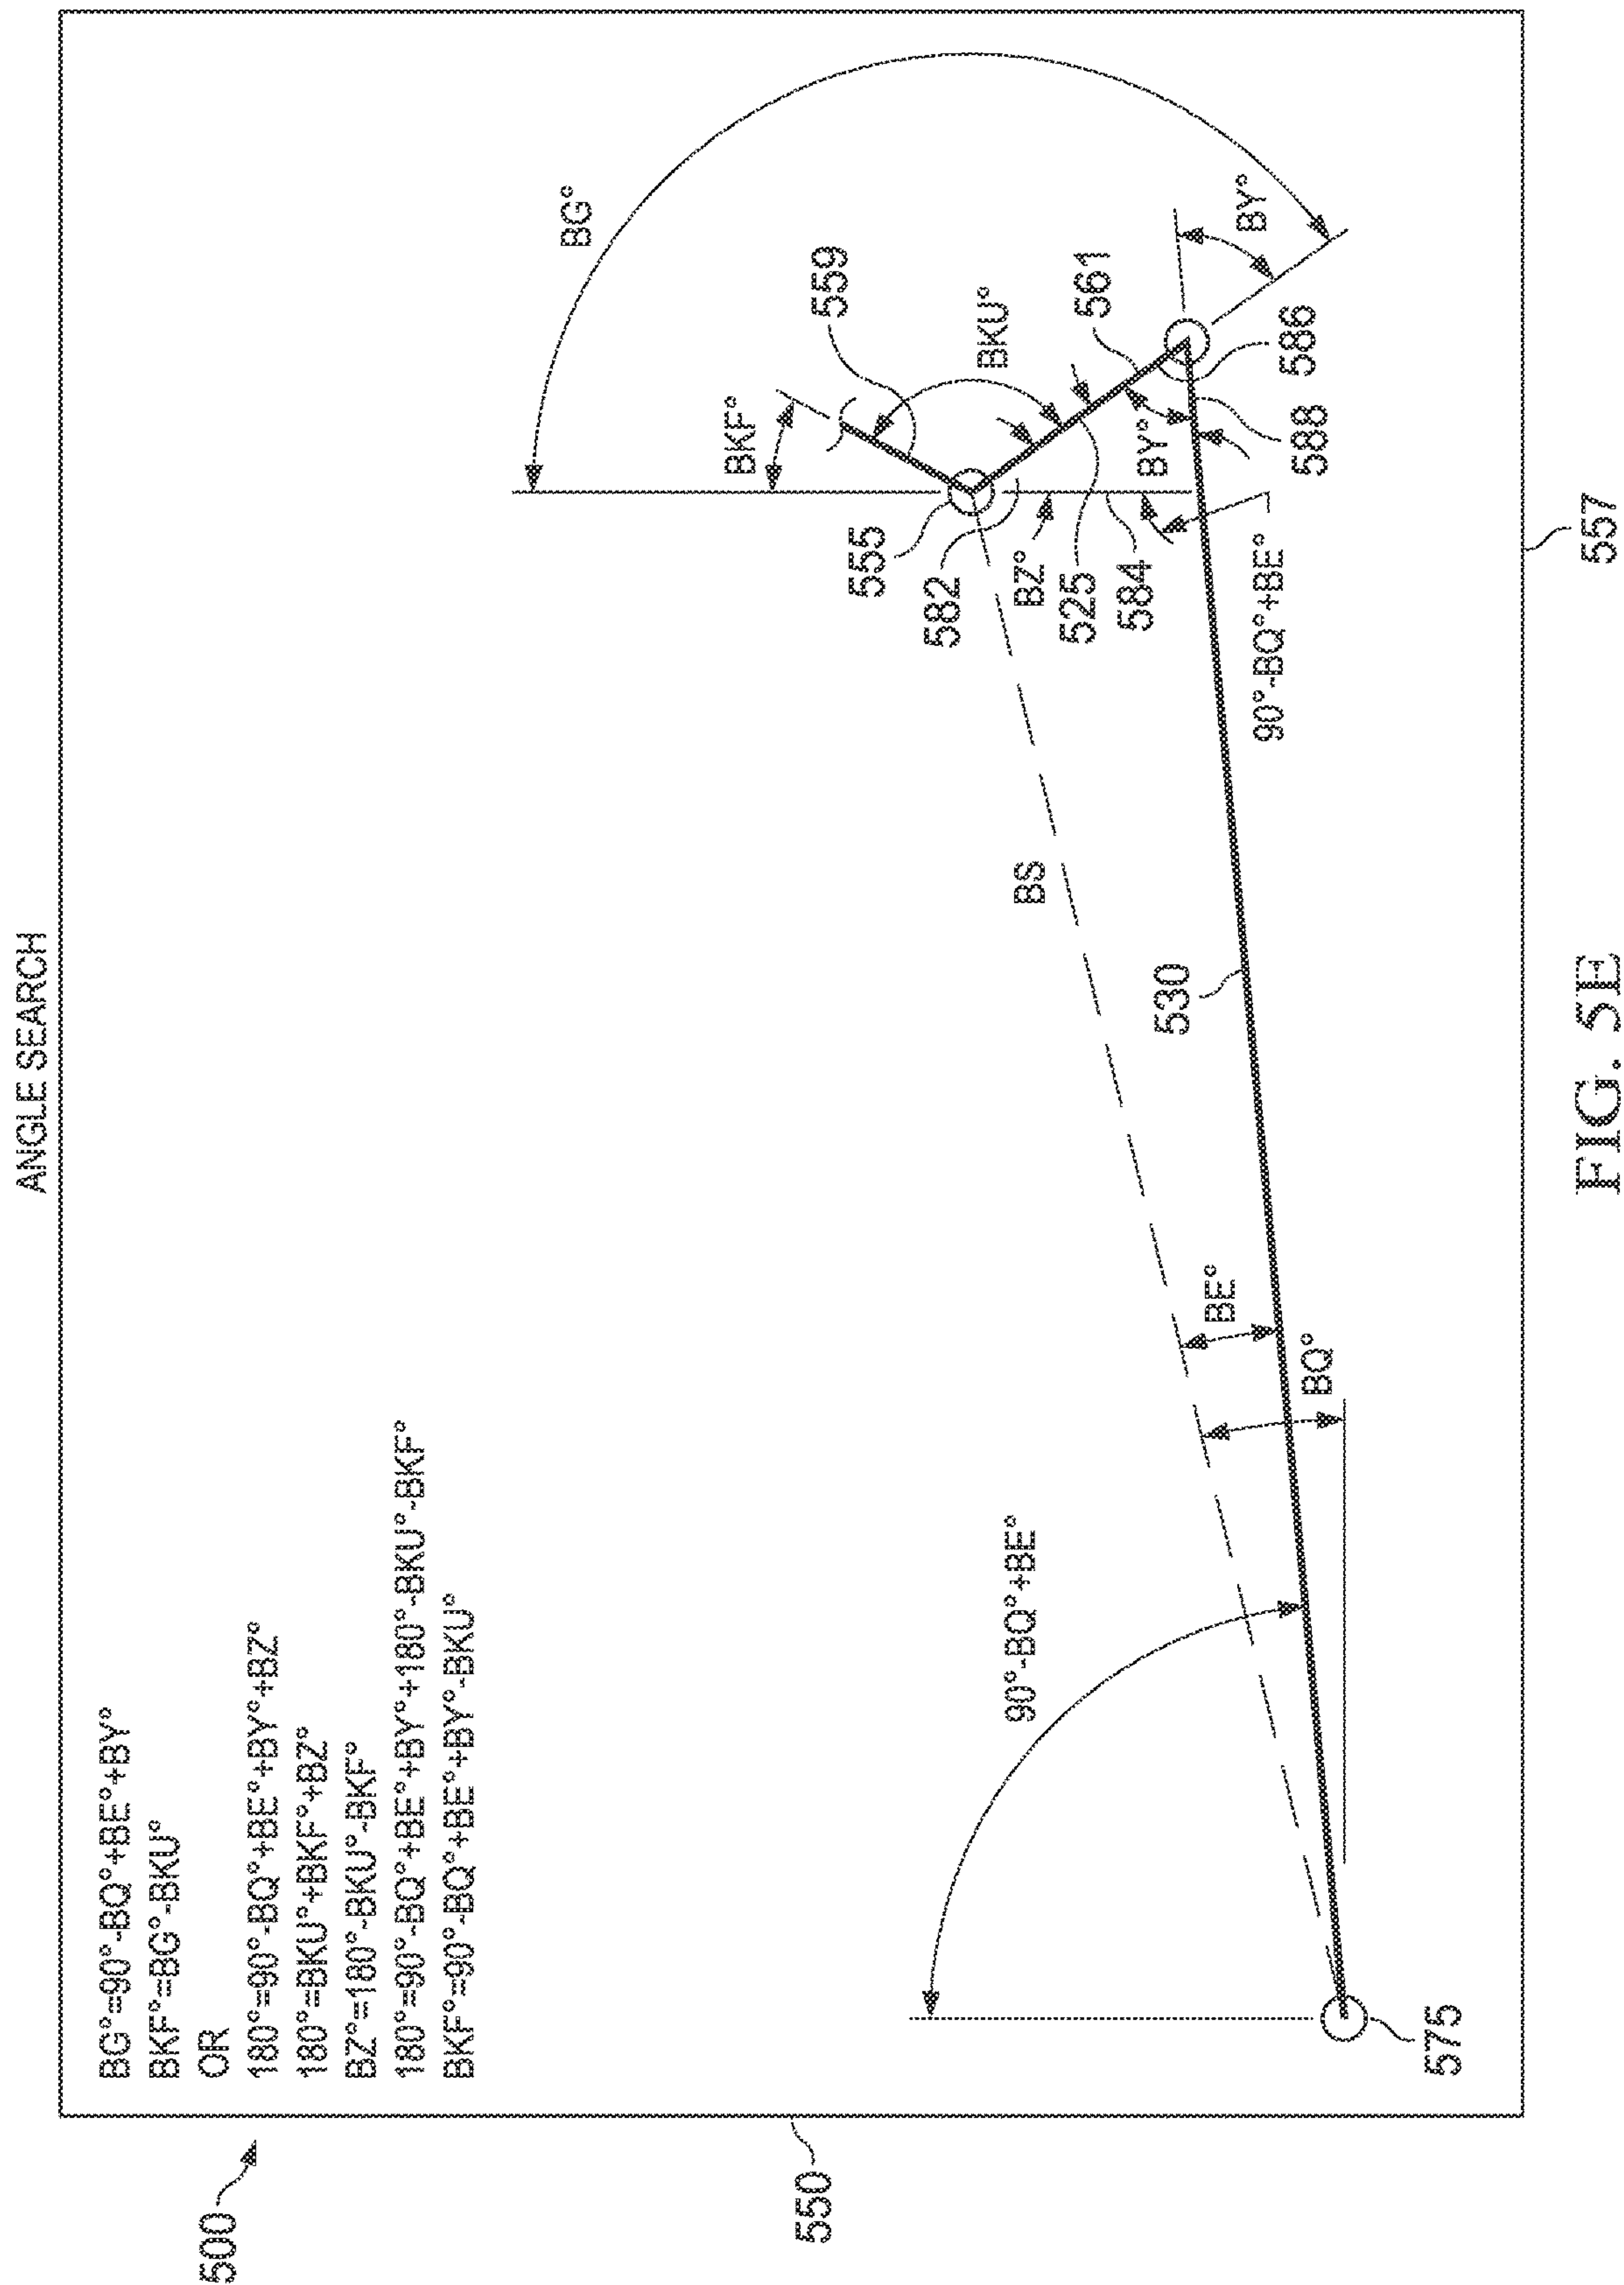 ANGLE SEARCH
500
BG°=90°-BQ°+BE°+BY°
BKF°=BG°-BKU°
OR
180°=90°-BQ°+BE°+BY°+BZ°
180°=BKU°+BKF°+BZ°
BZ°=180°-BKU°-BKF°
180°=90°-BQ°+BE°+BY°+180°-BKU°-BKF°
BKF°=90°-BQ°+BE°+BY°-BKU°
BG°
BKF°
559
555
BKU°
582
BZ°
525
561
584
BY°
BY°
586
588
90°-BQ°+BE°
BS
530
90°-BQ°+BE°
BE°
BQ°
575
550
557
FIG. 5E